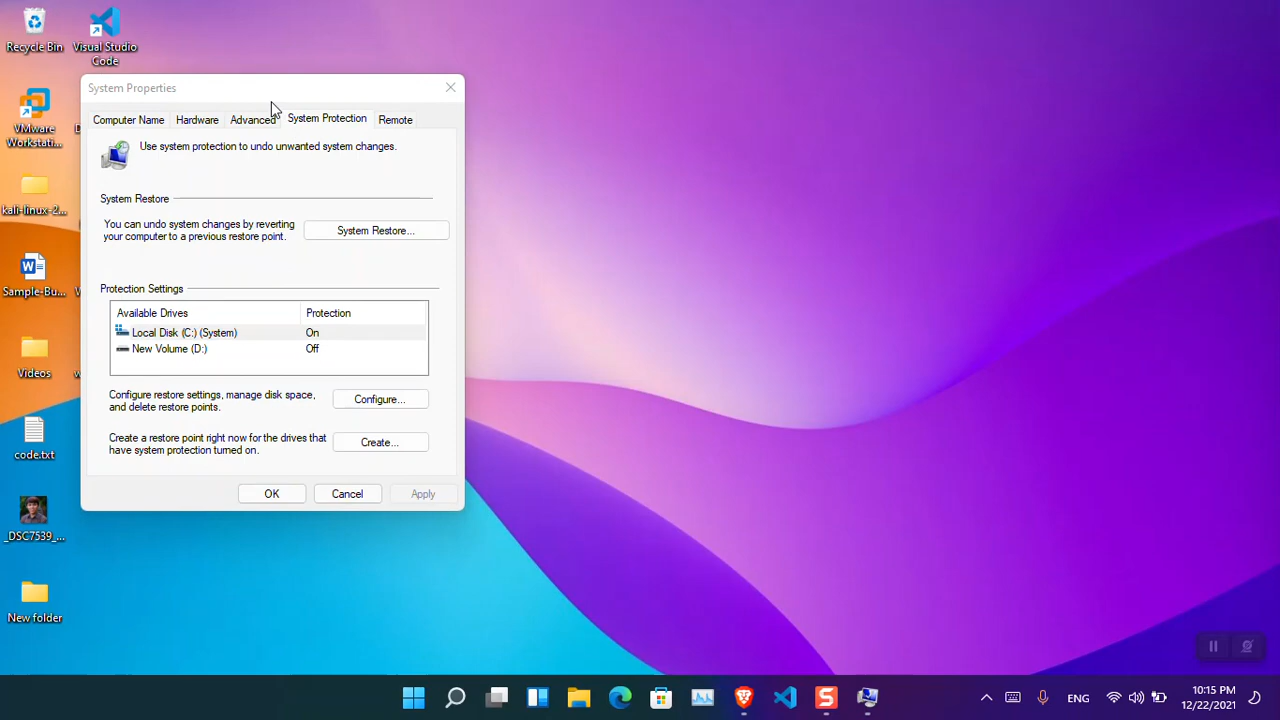 Recycle Bin
Visual Studio
Code
VMware
Workstati...
kali-linux-2...
Sample-Bu...
Videos
code.txt
_DSC7539_...
New folder
System Properties
Computer Name
Hardware
Advanced
System Protection
Remote
Use system protection to undo unwanted system changes.
System Restore
You can undo system changes by reverting
your computer to a previous restore point.
System Restore...
Protection Settings
Available Drives
Protection
Local Disk (C:) (System)
On
New Volume (D:)
Off
Configure restore settings, manage disk space,
and delete restore points.
Configure...
Create a restore point right now for the drives that
have system protection turned on.
Create...
OK
Cancel
Apply
ENG
10:15 PM
12/22/2021